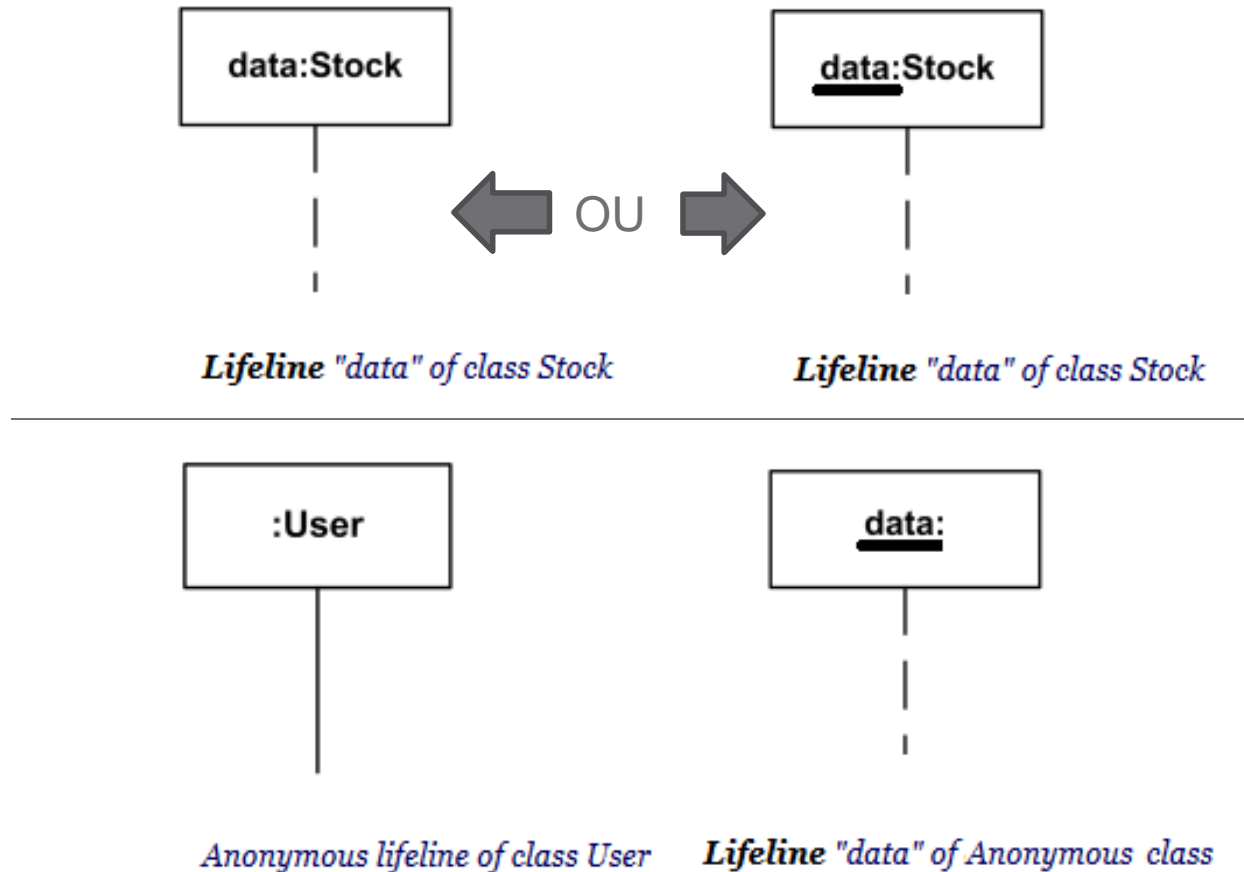 data:Stock
data:Stock
OU
Lifeline "data" of class Stock
Lifeline "data" of class Stock
:User
data:
Anonymous lifeline of class User
Lifeline "data" of Anonymous class